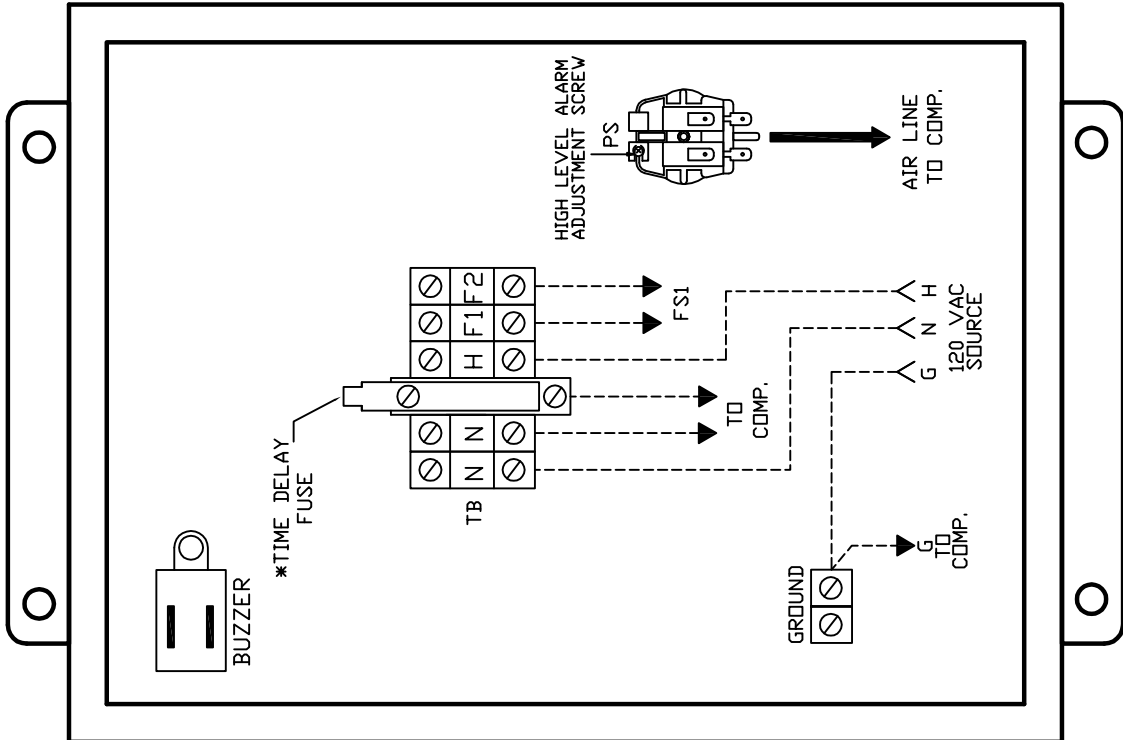 HIGH LEVEL ALARM
ADJUSTMENT SCREW
PS
AIR LINE
TO COMP.
F2
F1
H
N
N
TB
FS1
TO
COMP.
H
N
G
120 VAC
SOURCE
*TIME DELAY
FUSE
GROUND
G
TO
COMP.
BUZZER